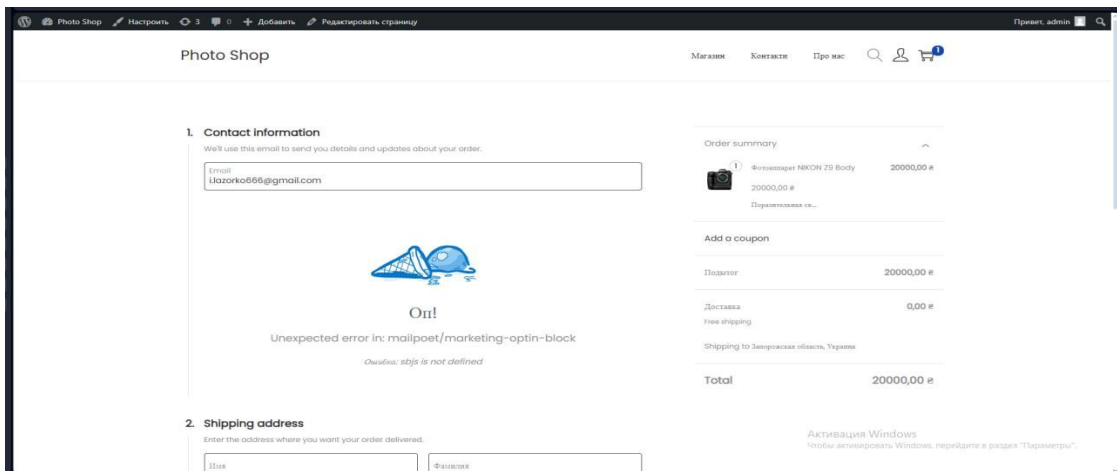 Photo Shop Настроить 3 0 Добавить Редактировать страницу Привет, admin
Photo Shop
Магазин Контакти Про нас 1
1. Contact information
We'll use this email to send you details and updates about your order.
Email
i.lazorko666@gmail.com
Оп!
Unexpected error in: mailpoet/marketing-optin-block
Ошибка: sbjs is not defined
2. Shipping address
Enter the address where you want your order delivered.
Имя Фамилия
Order summary
1 Фотоаппарат NIKON Z9 Body 20000,00 ₴
20000,00 ₴
Поразительная ск...
Add a coupon
Подытог 20000,00 ₴
Доставка 0,00 ₴
Free shipping
Shipping to Запорожская область, Украина
Total 20000,00 ₴
Активация Windows
Чтобы активировать Windows, перейдите в раздел "Параметры".